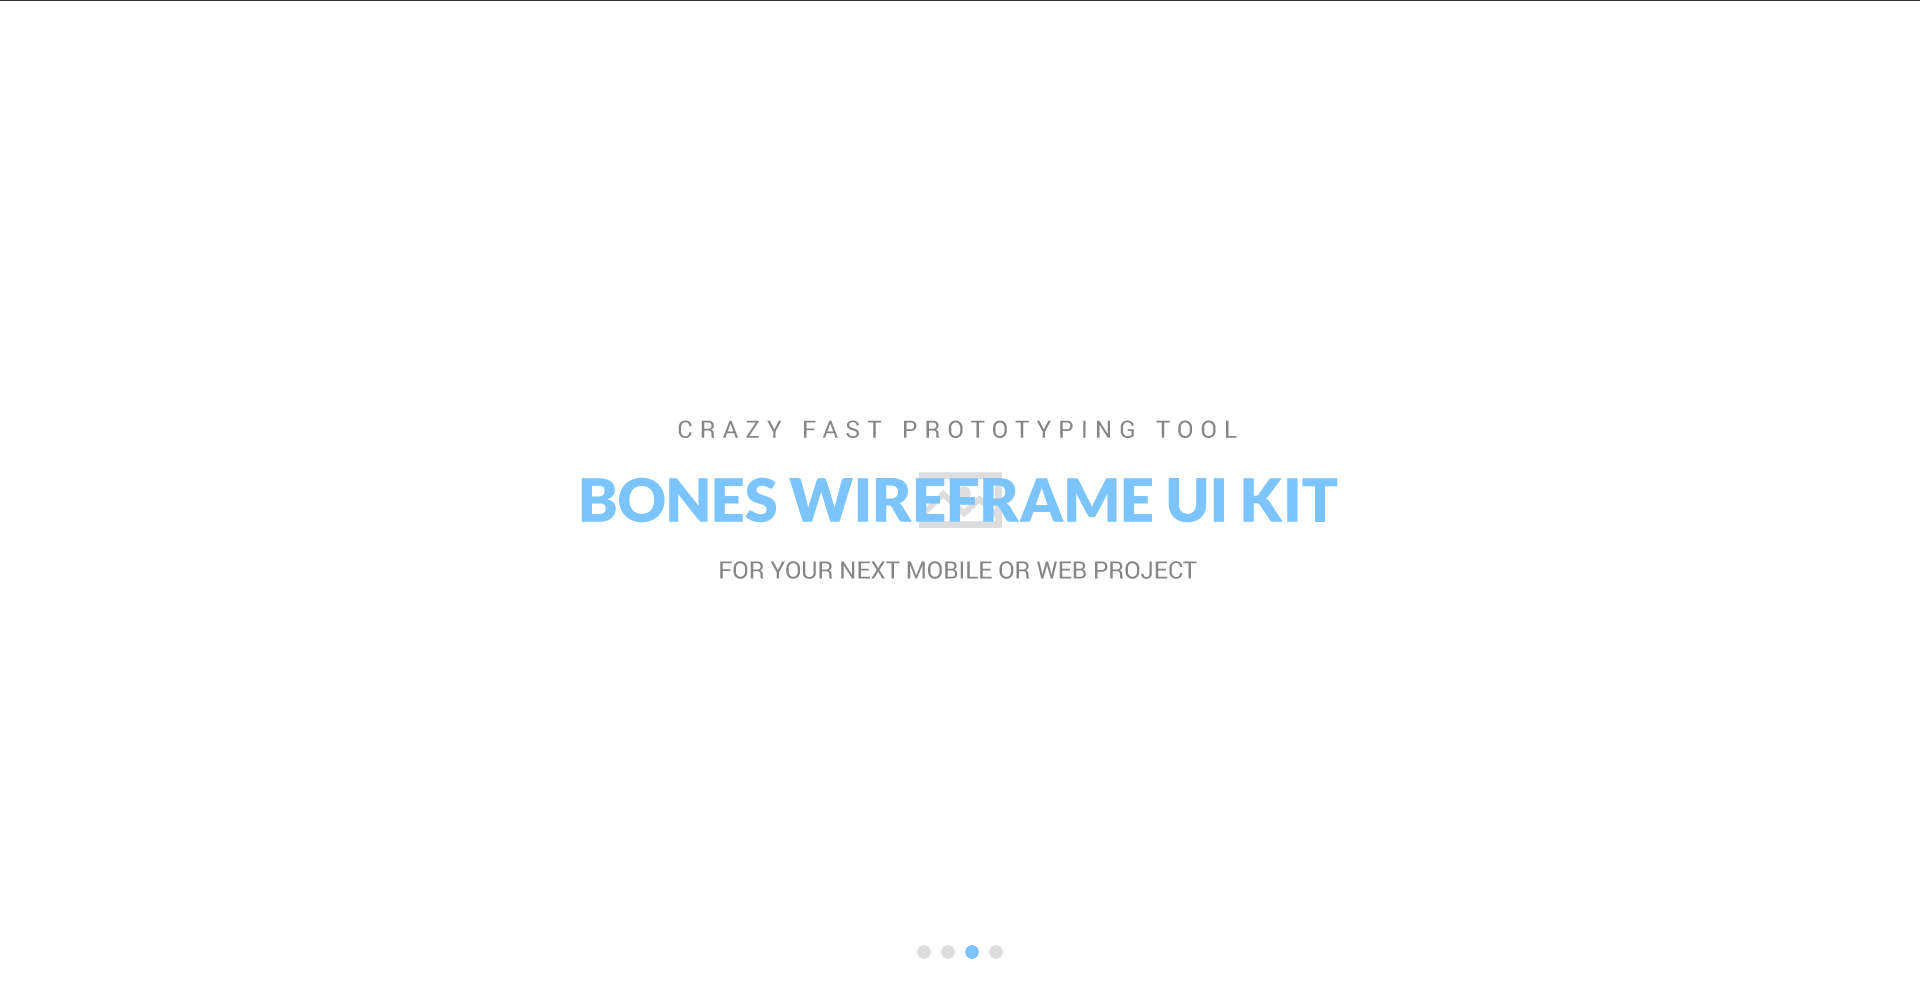 CRAZY FAST PROTOTYPING TOOL
BONES WIREFRAME UI KIT
FOR YOUR NEXT MOBILE OR WEB PROJECT